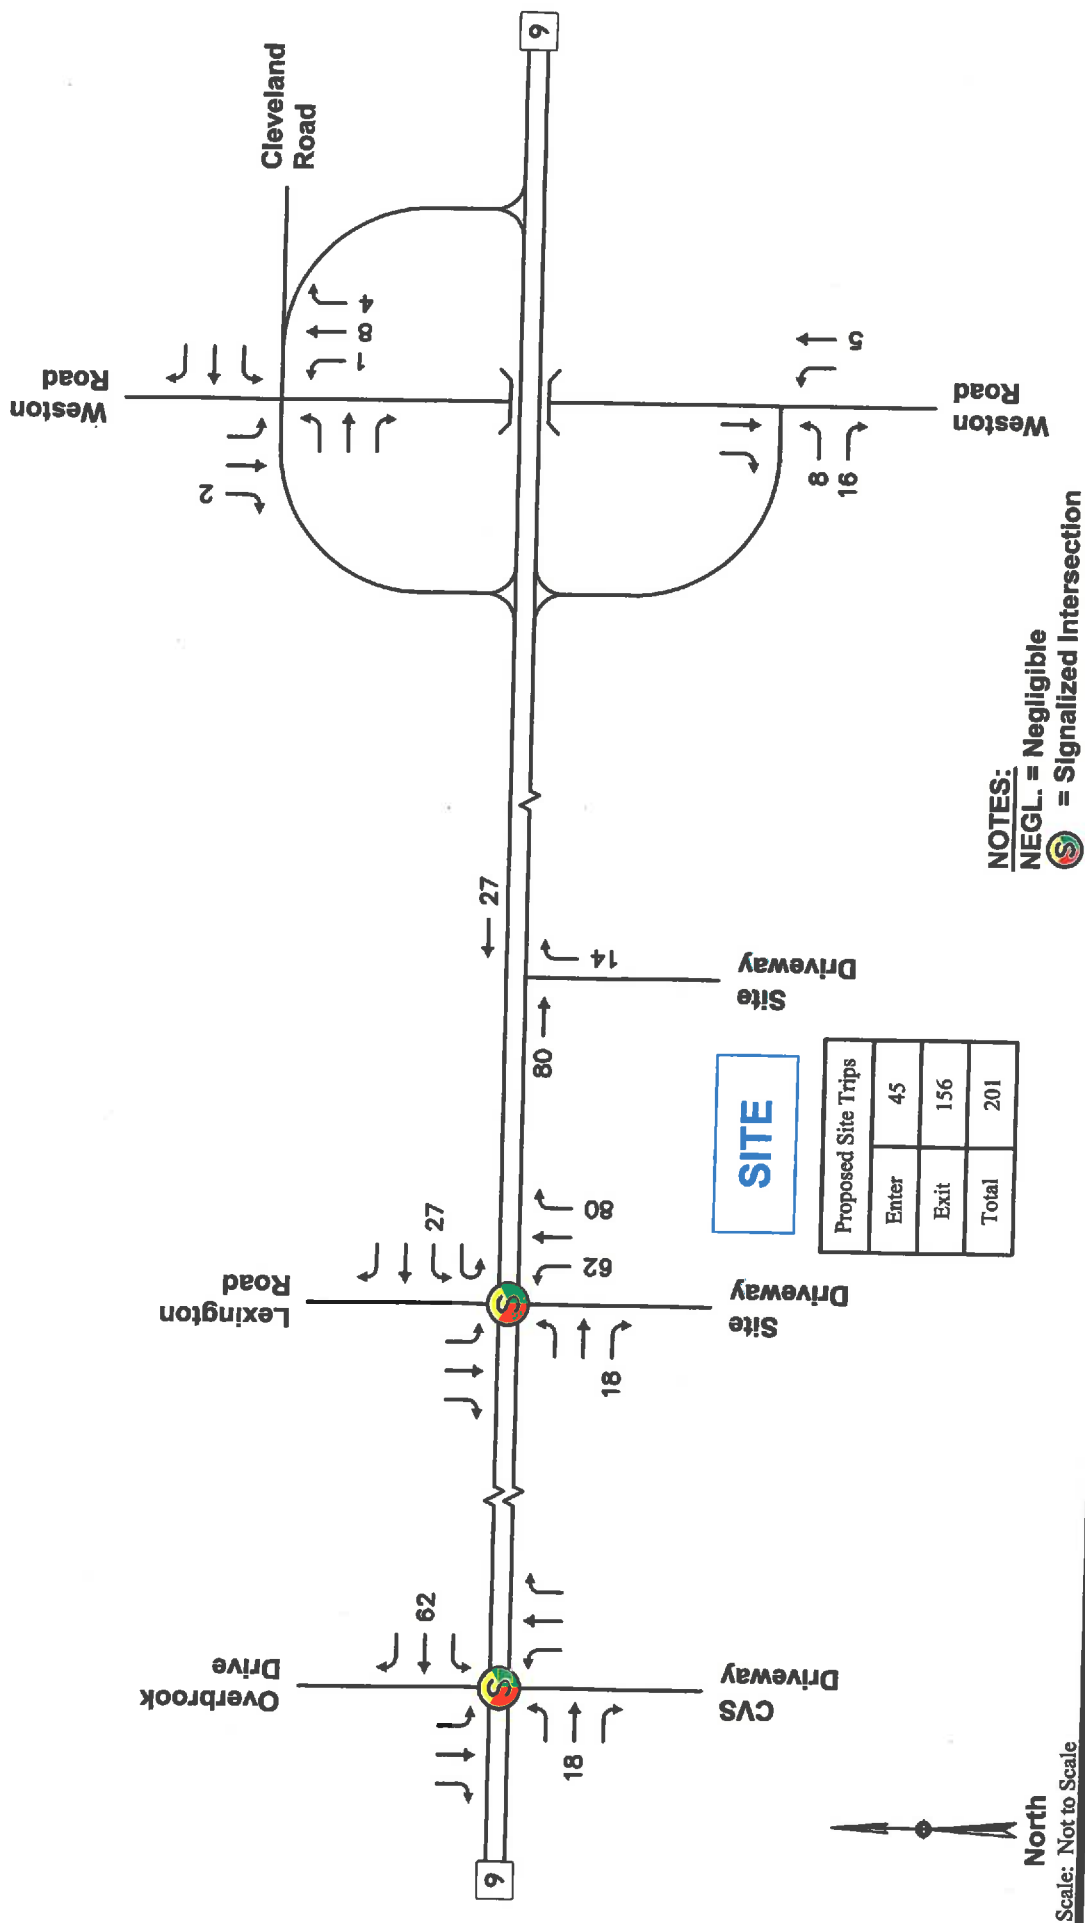 9
Cleveland
Road
Weston
Road
2
4
8
1
5
8
16
Weston
Road
27
14
80
Site
Driveway
Lexington
Road
27
80
62
18
Site
Driveway
SITE
Proposed Site Trips
Enter 45
Exit 156
Total 201
Overbrook
Drive
62
18
CVS
Driveway
9
S
S
NOTES:
NEGL. = Negligible
S = Signalized Intersection
North
Scale: Not to Scale